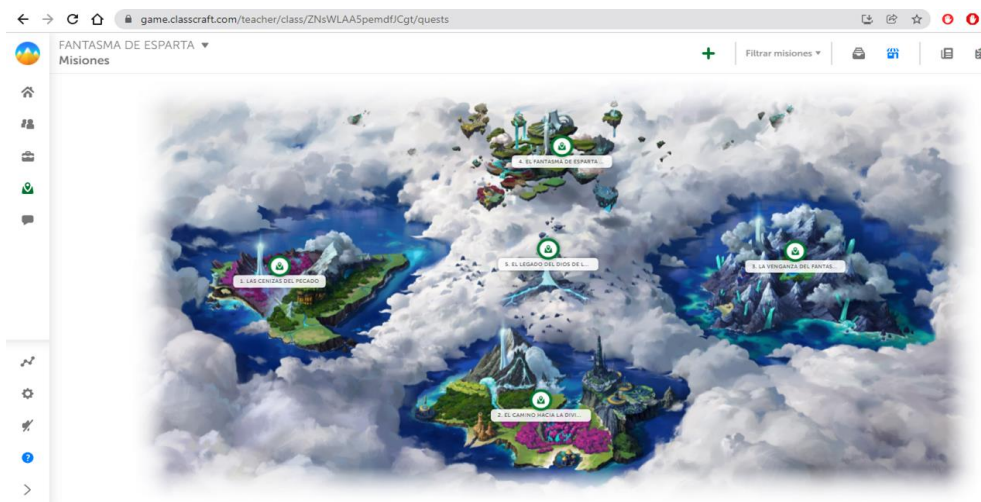 game.classcraft.com/teacher/class/ZNsWLAA5pemdfJCgt/quests
FANTASMA DE ESPARTA
Misiones
Filtrar misiones
4. EL FANTASMA DE ESPARTA...
5. EL LEGADO DEL DIOS DE L...
3. LA VENGANZA DEL FANTAS...
1. LAS CENIZAS DEL PECADO
2. EL CAMINO HACIA LA DIVI...